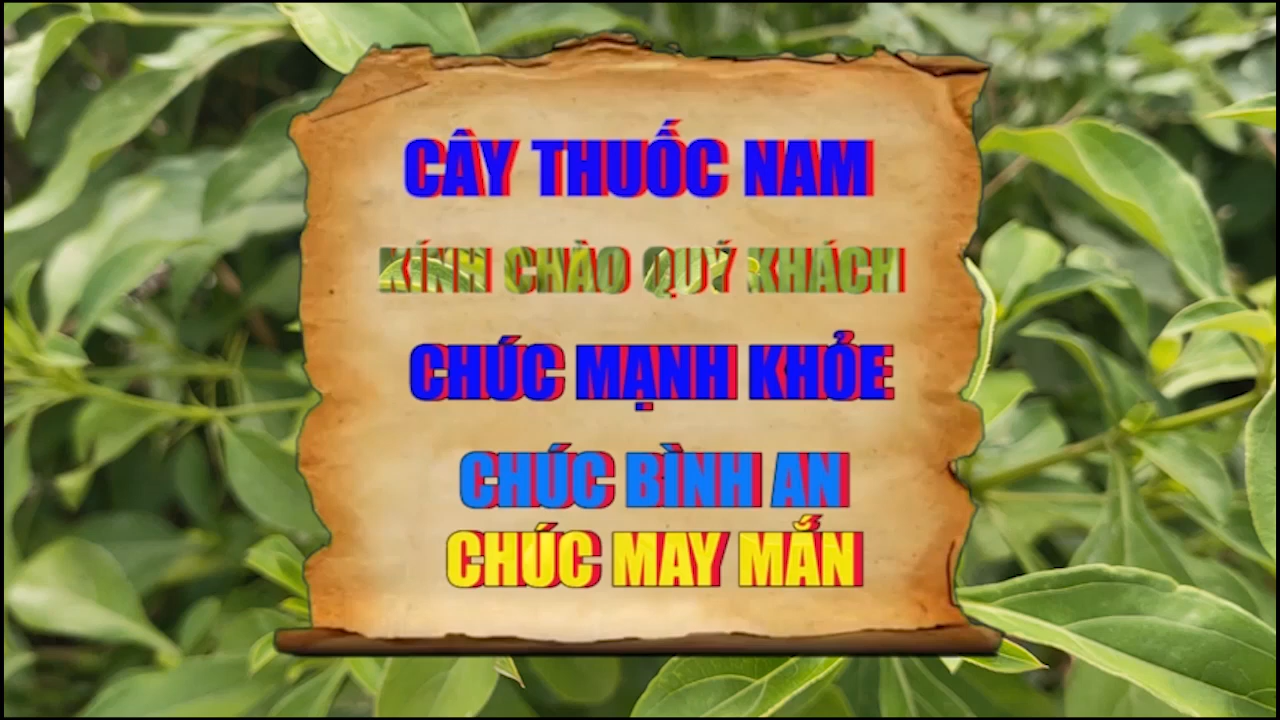 CÂY THUỐC NAM
KÍNH CHÀO QUÝ KHÁCH
CHÚC MẠNH KHỎE
CHÚC BÌNH AN
CHÚC MAY MẮN